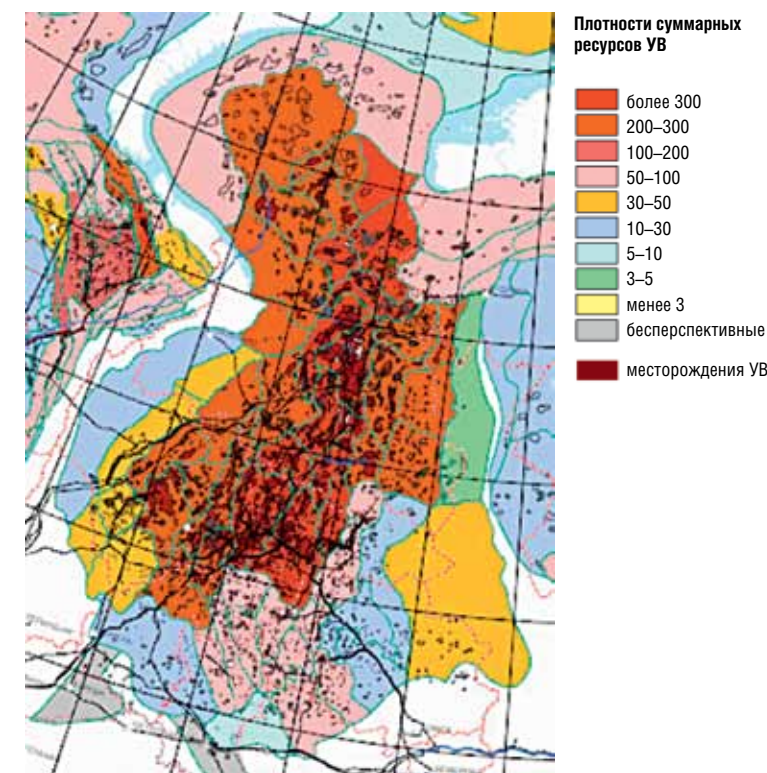 Плотности суммарных
ресурсов УВ
более 300
200–300
100–200
50–100
30–50
10–30
5–10
3–5
менее 3
бесперспективные
месторождения УВ